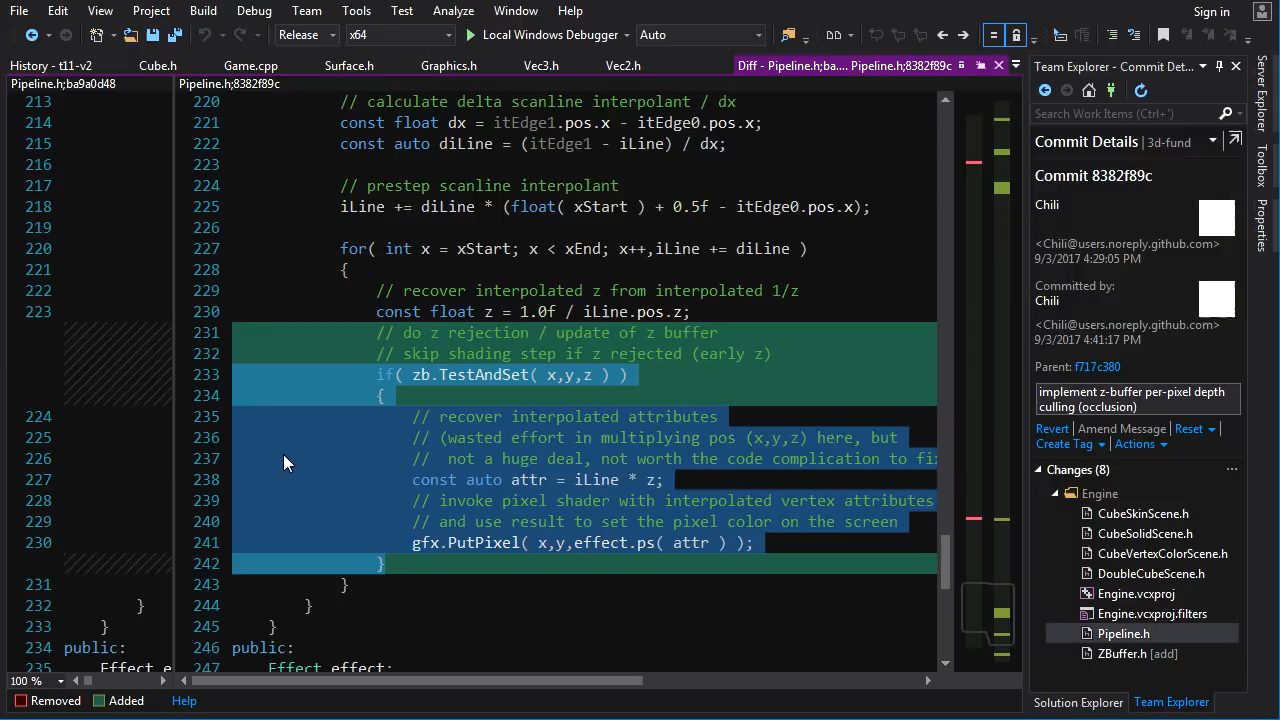 File Edit View Project Build Debug Team Tools Test Analyze Window Help Sign in
Release x64 Local Windows Debugger Auto
History - t11-v2 Cube.h Game.cpp Surface.h Graphics.h Vec3.h Vec2.h Diff - Pipeline.h;ba.... Pipeline.h;8382f89c
Pipeline.h;ba9a0d48 Pipeline.h;8382f89c
213 220 // calculate delta scanline interpolant / dx
214 221 const float dx = itEdge1.pos.x - itEdge0.pos.x;
215 222 const auto diLine = (itEdge1 - iLine) / dx;
216 223
217 224 // prestep scanline interpolant
218 225 iLine += diLine * (float( xStart ) + 0.5f - itEdge0.pos.x);
219 226
220 227 for( int x = xStart; x < xEnd; x++,iLine += diLine )
221 228 {
222 229 // recover interpolated z from interpolated 1/z
223 230 const float z = 1.0f / iLine.pos.z;
231 // do z rejection / update of z buffer
232 // skip shading step if z rejected (early z)
233 if( zb.TestAndSet( x,y,z ) )
234 {
224 235 // recover interpolated attributes
225 236 // (wasted effort in multiplying pos (x,y,z) here, but
226 237 //  not a huge deal, not worth the code complication to fix
227 238 const auto attr = iLine * z;
228 239 // invoke pixel shader with interpolated vertex attributes
229 240 // and use result to set the pixel color on the screen
230 241 gfx.PutPixel( x,y,effect.ps( attr ) );
242 }
231 243 }
232 } 244 }
233 } 245 }
234 public: 246 public:
235 Effect e 247 Effect effect;
100 %
Removed Added Help
Team Explorer - Commit Det...
Search Work Items (Ctrl+')
Commit Details 3d-fund
Commit 8382f89c
Chili
<Chili@users.noreply.github.com>
9/3/2017 4:29:05 PM
Committed by:
Chili
<Chili@users.noreply.github.com>
9/3/2017 4:41:17 PM
Parent: f717c380
implement z-buffer per-pixel depth
culling (occlusion)
Revert Amend Message Reset
Create Tag Actions
Changes (8)
Engine
CubeSkinScene.h
CubeSolidScene.h
CubeVertexColorScene.h
DoubleCubeScene.h
Engine.vcxproj
Engine.vcxproj.filters
Pipeline.h
ZBuffer.h [add]
Solution Explorer Team Explorer
Server Explorer
Toolbox
Properties